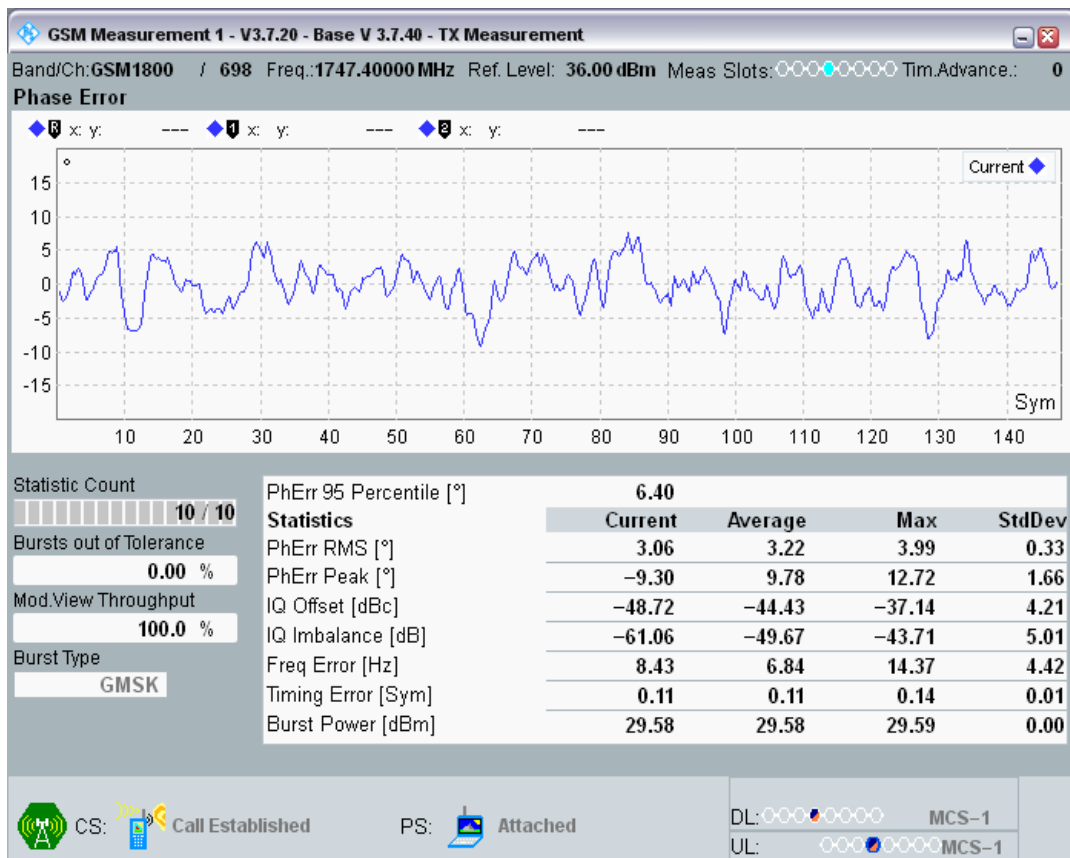 GSM Measurement 1 - V3.7.20 - Base V 3.7.40 - TX Measurement
Band/Ch:GSM1800 / 698 Freq.:1747.40000 MHz Ref. Level: 36.00 dBm Meas Slots: Tim.Advance.: 0
Phase Error
R x: y: --- 1 x: y: --- 2 x: y: ---
°
Current
15
10
5
0
-5
-10
-15
Sym
10 20 30 40 50 60 70 80 90 100 110 120 130 140
Statistic Count
10 / 10
Bursts out of Tolerance
0.00 %
Mod.View Throughput
100.0 %
Burst Type
GMSK
PhErr 95 Percentile [°] 6.40
Statistics Current Average Max StdDev
PhErr RMS [°] 3.06 3.22 3.99 0.33
PhErr Peak [°] −9.30 9.78 12.72 1.66
IQ Offset [dBc] −48.72 −44.43 −37.14 4.21
IQ Imbalance [dB] −61.06 −49.67 −43.71 5.01
Freq Error [Hz] 8.43 6.84 14.37 4.42
Timing Error [Sym] 0.11 0.11 0.14 0.01
Burst Power [dBm] 29.58 29.58 29.59 0.00
CS: Call Established PS: Attached
DL: MCS−1
UL: MCS−1